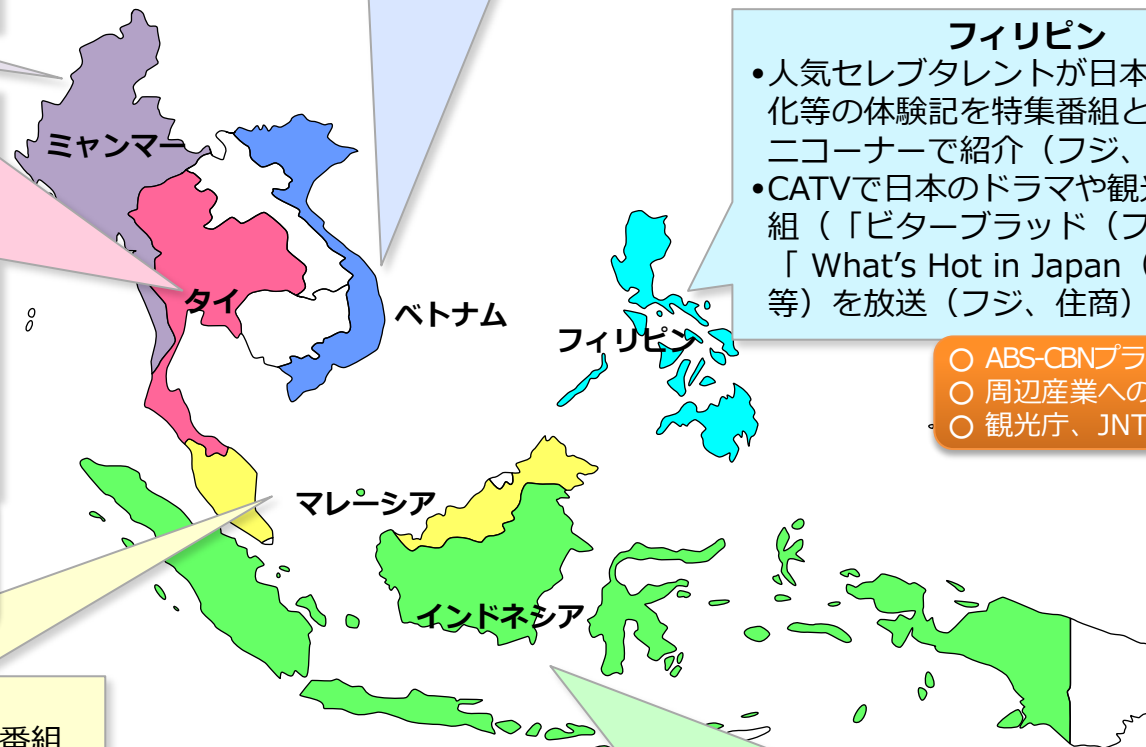 フィリピン
•人気セレブタレントが日本
化等の体験記を特集番組と
ニコーナーで紹介（フジ、
•CATVで日本のドラマや観
組（「ビターブラッド（フ
「 What’s Hot in Japan（
等）を放送（フジ、住商）
○ ABS-CBNプラ
○ 周辺産業への
○ 観光庁、JNT
ミャンマー
タイ
ベトナム
フィリピン
マレーシア
インドネシア
番組